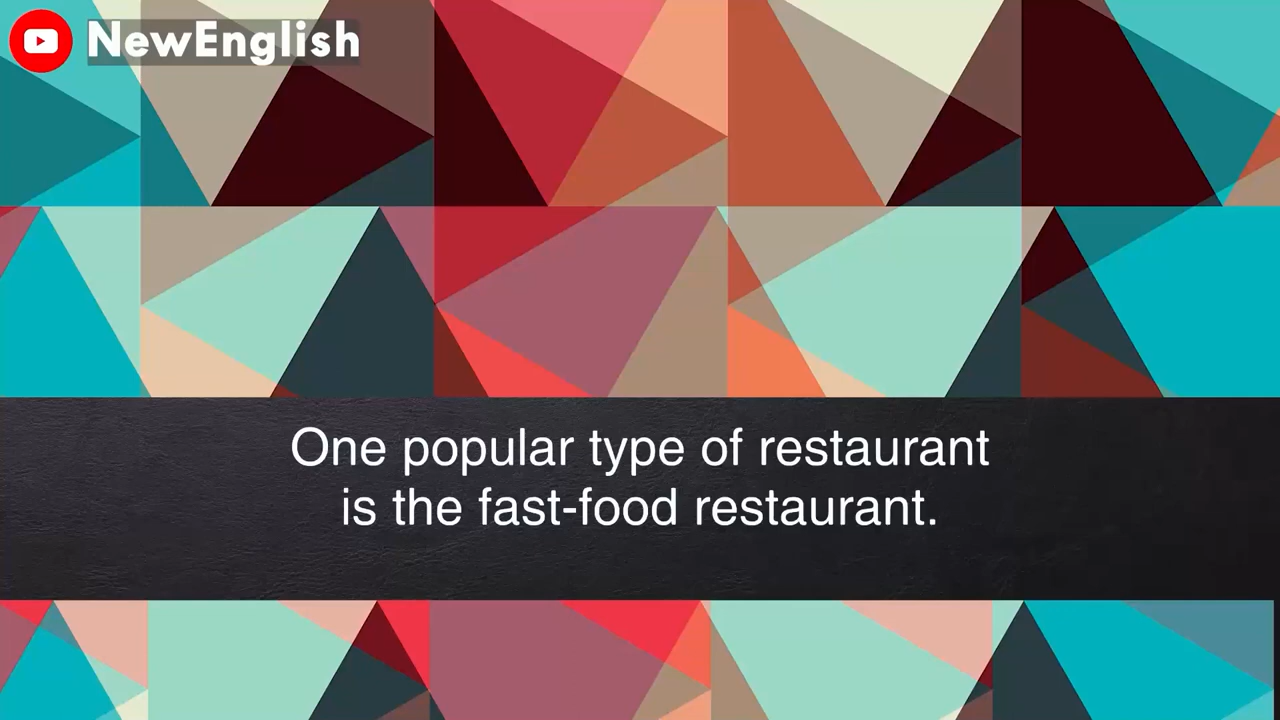 NewEnglish
One popular type of restaurant
is the fast-food restaurant.